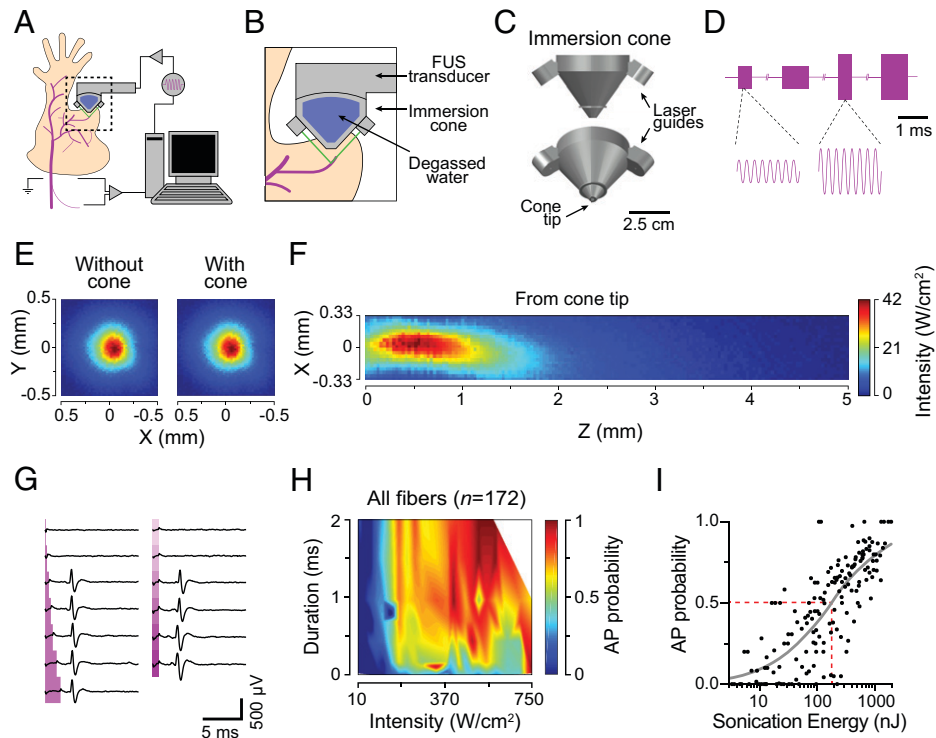 A
B
FUS
transducer
Immersion
cone
Degassed
water
C
Immersion cone
Laser
guides
Cone
tip
2.5 cm
D
1 ms
E
Without
cone
With
cone
Y (mm)
0.5
0
-0.5
0.5 0 -0.5
0.5 0 -0.5
X (mm)
F
From cone tip
X (mm)
0.33
0
-0.33
0 1 2 3 4 5
Z (mm)
42
21
0
Intensity (W/cm²)
G
5 ms
500 µV
H
All fibers (n=172)
Duration (ms)
2
1
0
10 370 750
Intensity (W/cm²)
1
0.5
0
AP probability
I
AP probability
1.0
0.5
0.0
10 100 1000
Sonication Energy (nJ)